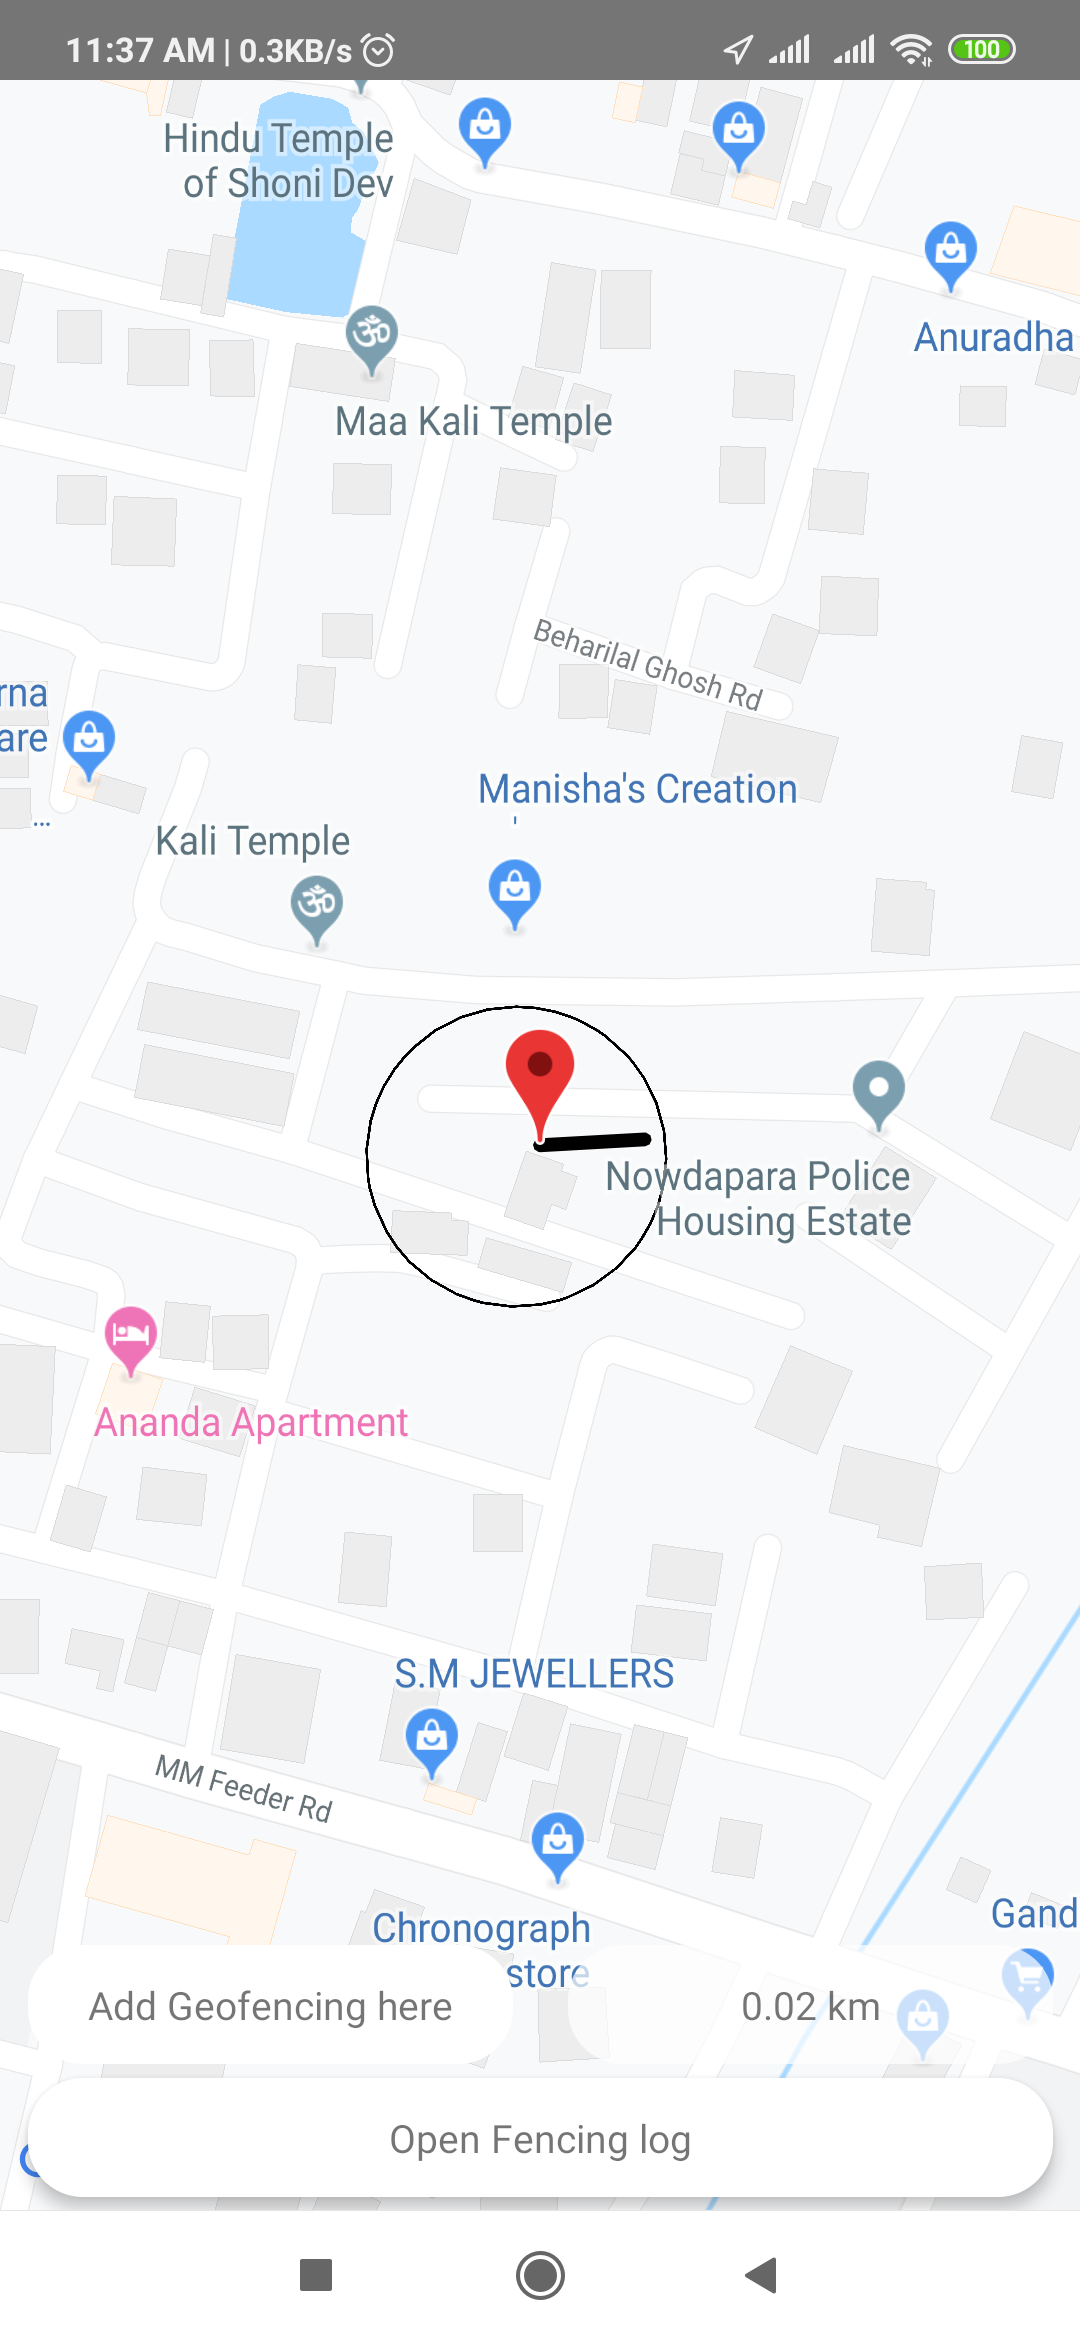 11:37 AM | 0.3KB/s
100
Hindu Temple
of Shoni Dev
Anuradha
ॐ
Maa Kali Temple
Beharilal Ghosh Rd
rna
are
...
Manisha's Creation
Kali Temple
ॐ
Nowdapara Police
Housing Estate
Ananda Apartment
S.M JEWELLERS
MM Feeder Rd
Gand
Chronograph
store
Add Geofencing here
0.02 km
Open Fencing log